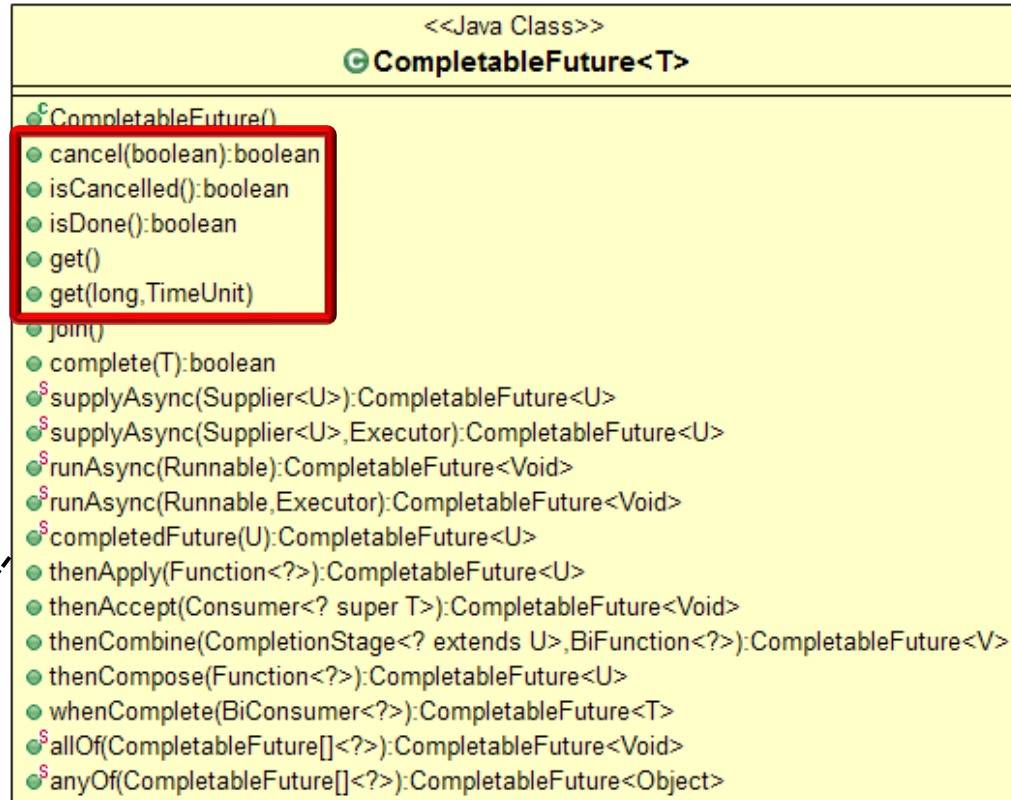 <<Java Class>>
CompletableFuture<T>
CompletableFuture()
cancel(boolean):boolean
isCancelled():boolean
isDone():boolean
get()
get(long,TimeUnit)
join()
complete(T):boolean
supplyAsync(Supplier<U>):CompletableFuture<U>
supplyAsync(Supplier<U>,Executor):CompletableFuture<U>
runAsync(Runnable):CompletableFuture<Void>
runAsync(Runnable,Executor):CompletableFuture<Void>
completedFuture(U):CompletableFuture<U>
thenApply(Function<?>):CompletableFuture<U>
thenAccept(Consumer<? super T>):CompletableFuture<Void>
thenCombine(CompletionStage<? extends U>,BiFunction<?>):CompletableFuture<V>
thenCompose(Function<?>):CompletableFuture<U>
whenComplete(BiConsumer<?>):CompletableFuture<T>
allOf(CompletableFuture[]<?>):CompletableFuture<Void>
anyOf(CompletableFuture[]<?>):CompletableFuture<Object>